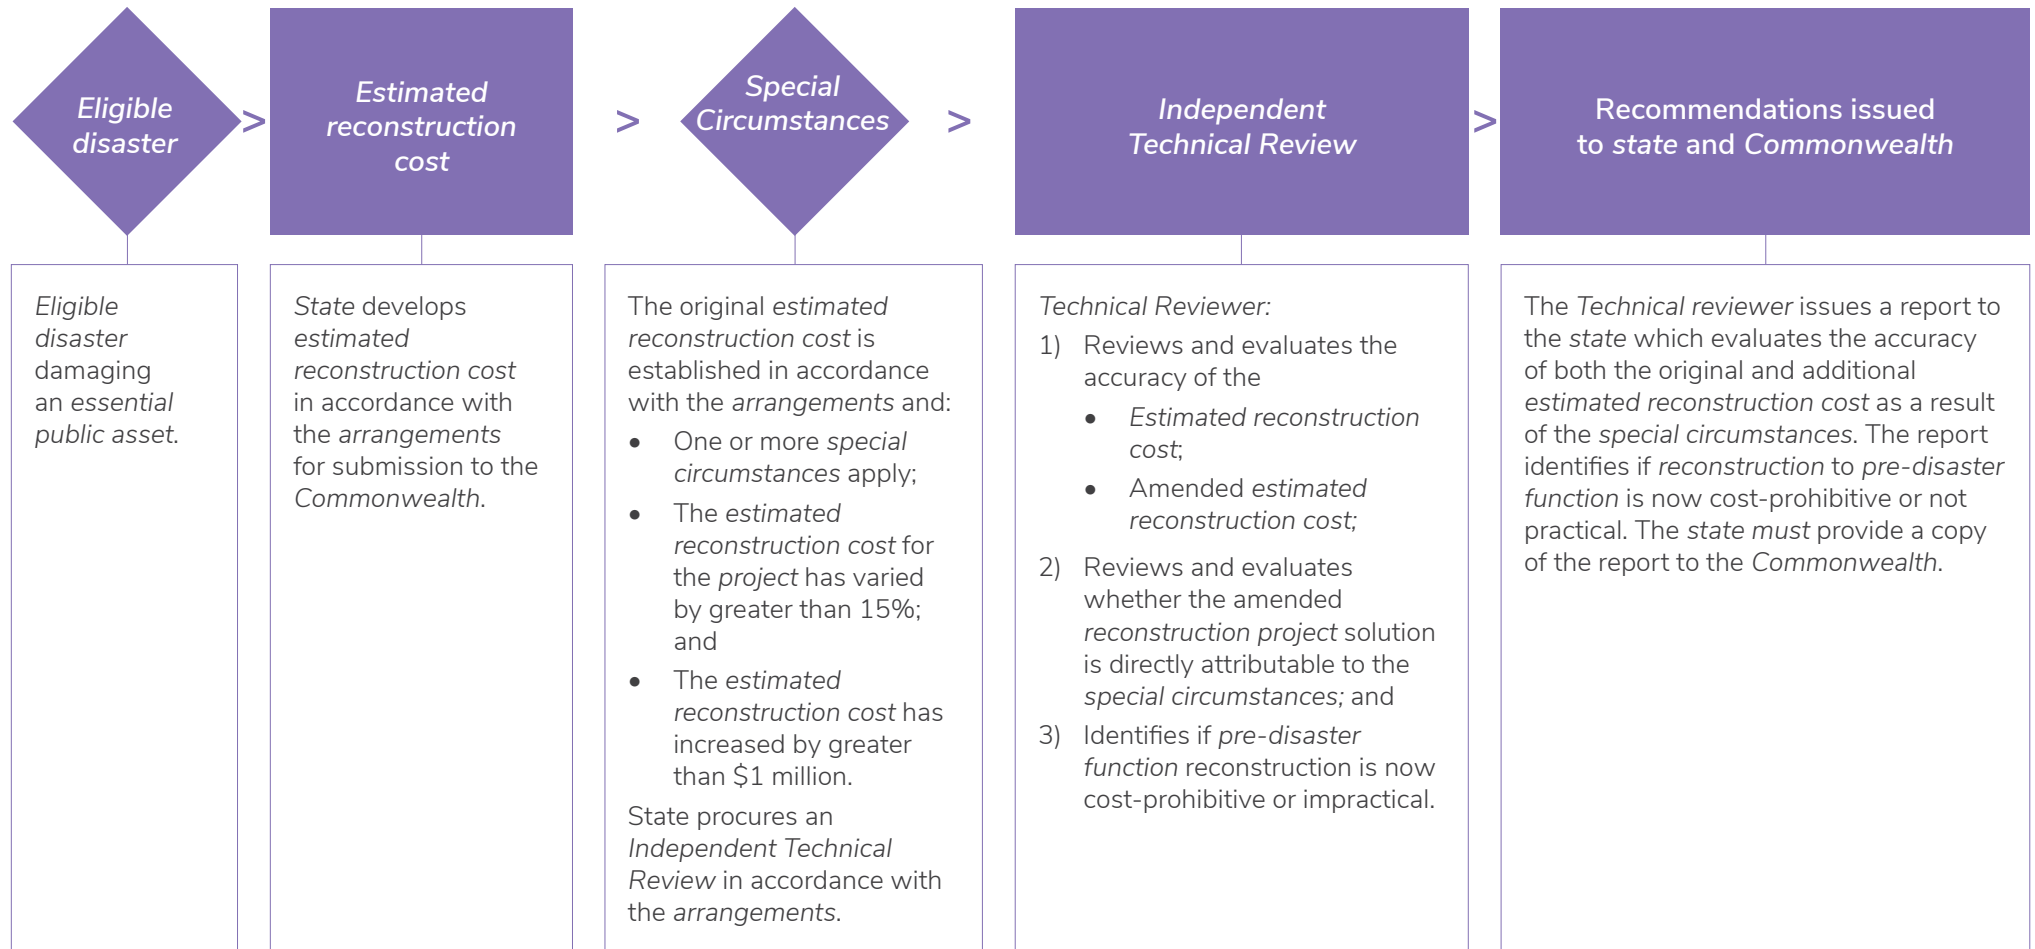 Eligible
disaster
>
Estimated
reconstruction
cost
>
Special
Circumstances
>
Independent
Technical Review
>
Recommendations issued
to state and Commonwealth
Eligible
disaster
damaging
an essential
public asset.
State develops
estimated
reconstruction cost
in accordance with
the arrangements
for submission to the
Commonwealth.
The original estimated
reconstruction cost is
established in accordance
with the arrangements and:
• One or more special
circumstances apply;
• The estimated
reconstruction cost for
the project has varied
by greater than 15%;
and
• The estimated
reconstruction cost has
increased by greater
than $1 million.
State procures an
Independent Technical
Review in accordance with
the arrangements.
Technical Reviewer:
1) Reviews and evaluates the
accuracy of the
• Estimated reconstruction
cost;
• Amended estimated
reconstruction cost;
2) Reviews and evaluates
whether the amended
reconstruction project solution
is directly attributable to the
special circumstances; and
3) Identifies if pre-disaster
function reconstruction is now
cost-prohibitive or impractical.
The Technical reviewer issues a report to
the state which evaluates the accuracy
of both the original and additional
estimated reconstruction cost as a result
of the special circumstances. The report
identifies if reconstruction to pre-disaster
function is now cost-prohibitive or not
practical. The state must provide a copy
of the report to the Commonwealth.